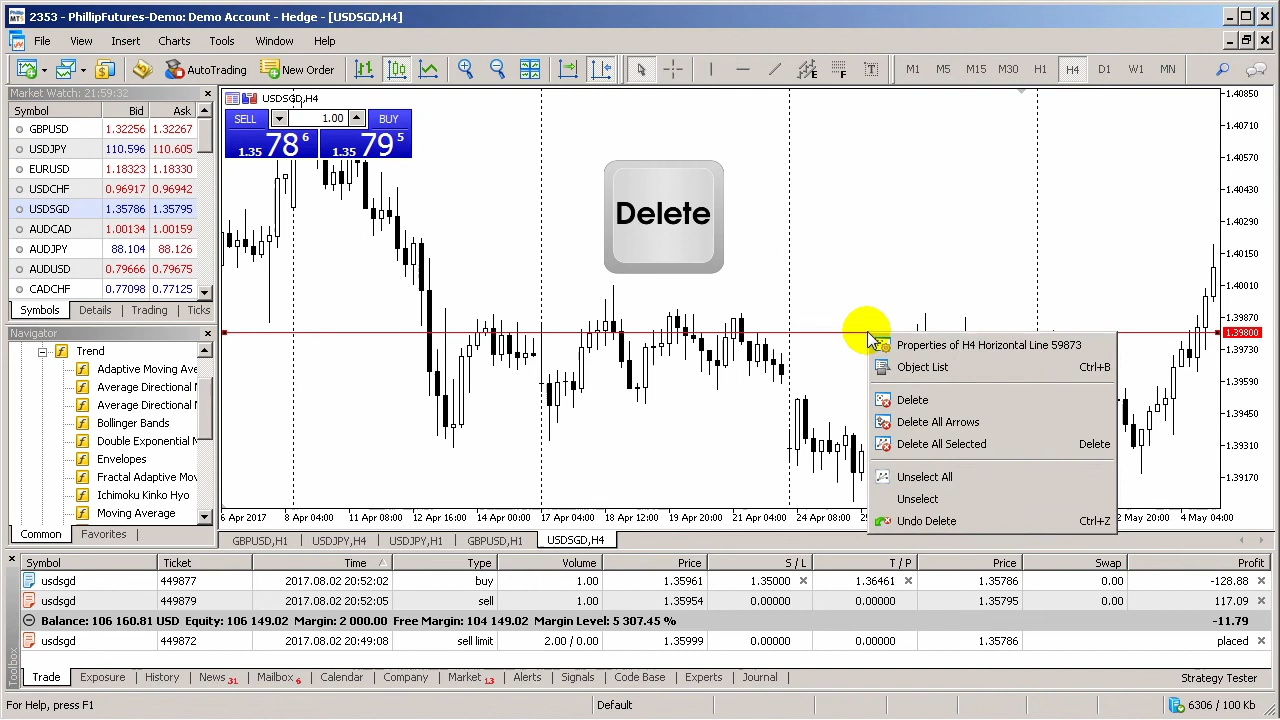 2353 - PhillipFutures-Demo: Demo Account - Hedge - [USDSGD,H4]
File View Insert Charts Tools Window Help
AutoTrading New Order M1 M5 M15 M30 H1 H4 D1 W1 MN
Market Watch: 21:59:32
Symbol Bid Ask
GBPUSD 1.32256 1.32267
USDJPY 110.596 110.605
EURUSD 1.18323 1.18330
USDCHF 0.96917 0.96942
USDSGD 1.35786 1.35795
AUDCAD 1.00134 1.00159
AUDJPY 88.104 88.126
AUDUSD 0.79666 0.79675
CADCHF 0.77098 0.77125
Symbols Details Trading Ticks
Navigator
Trend
Adaptive Moving Ave
Average Directional
Average Directional
Bollinger Bands
Double Exponential
Envelopes
Fractal Adaptive Mov
Ichimoku Kinko Hyo
Moving Average
Common Favorites
USDSGD,H4
SELL 1.00 BUY
1.35 78 6 1.35 79 5
Delete
1.40850
1.40710
1.40570
1.40430
1.40290
1.40150
1.40010
1.39870
1.39800
1.39730
1.39590
1.39450
1.39310
1.39170
Properties of H4 Horizontal Line 59873
Object List Ctrl+B
Delete
Delete All Arrows
Delete All Selected Delete
Unselect All
Unselect
Undo Delete Ctrl+Z
6 Apr 2017 8 Apr 04:00 11 Apr 08:00 12 Apr 16:00 14 Apr 00:00 17 Apr 04:00 18 Apr 12:00 19 Apr 20:00 21 Apr 04:00 24 Apr 08:00 2 May 20:00 4 May 04:00
GBPUSD,H1 USDJPY,H4 USDJPY,H1 GBPUSD,H1 USDSGD,H4
Symbol Ticket Time Type Volume Price S / L T / P Price Swap Profit
usdsgd 449877 2017.08.02 20:52:02 buy 1.00 1.35961 1.35000 1.36461 1.35786 0.00 -128.88
usdsgd 449879 2017.08.02 20:52:05 sell 1.00 1.35954 0.00000 0.00000 1.35795 0.00 117.09
Balance: 106 160.81 USD Equity: 106 149.02 Margin: 2 000.00 Free Margin: 104 149.02 Margin Level: 5 307.45 % -11.79
usdsgd 449872 2017.08.02 20:49:08 sell limit 2.00 / 0.00 1.35999 0.00000 0.00000 1.35786 placed
Toolbox
Trade Exposure History News 31 Mailbox 6 Calendar Company Market 13 Alerts Signals Code Base Experts Journal Strategy Tester
For Help, press F1 Default 6306 / 100 Kb